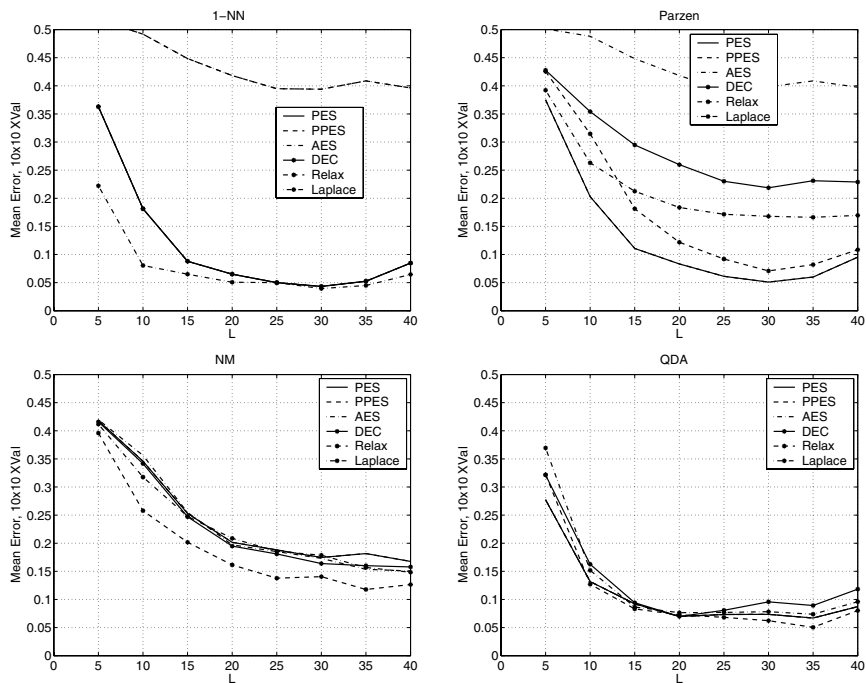 1−NN
0.5
0.45
0.4
0.35
0.3
0.25
0.2
0.15
0.1
0.05
0
Mean Error, 10x10 XVal
PES
PPES
AES
DEC
Relax
Laplace
0 5 10 15 20 25 30 35 40
L
Parzen
0.5
0.45
0.4
0.35
0.3
0.25
0.2
0.15
0.1
0.05
0
Mean Error, 10x10 XVal
PES
PPES
AES
DEC
Relax
Laplace
0 5 10 15 20 25 30 35 40
L
NM
0.5
0.45
0.4
0.35
0.3
0.25
0.2
0.15
0.1
0.05
0
Mean Error, 10x10 XVal
PES
PPES
AES
DEC
Relax
Laplace
0 5 10 15 20 25 30 35 40
L
QDA
0.5
0.45
0.4
0.35
0.3
0.25
0.2
0.15
0.1
0.05
0
Mean Error, 10x10 XVal
PES
PPES
AES
DEC
Relax
Laplace
0 5 10 15 20 25 30 35 40
L